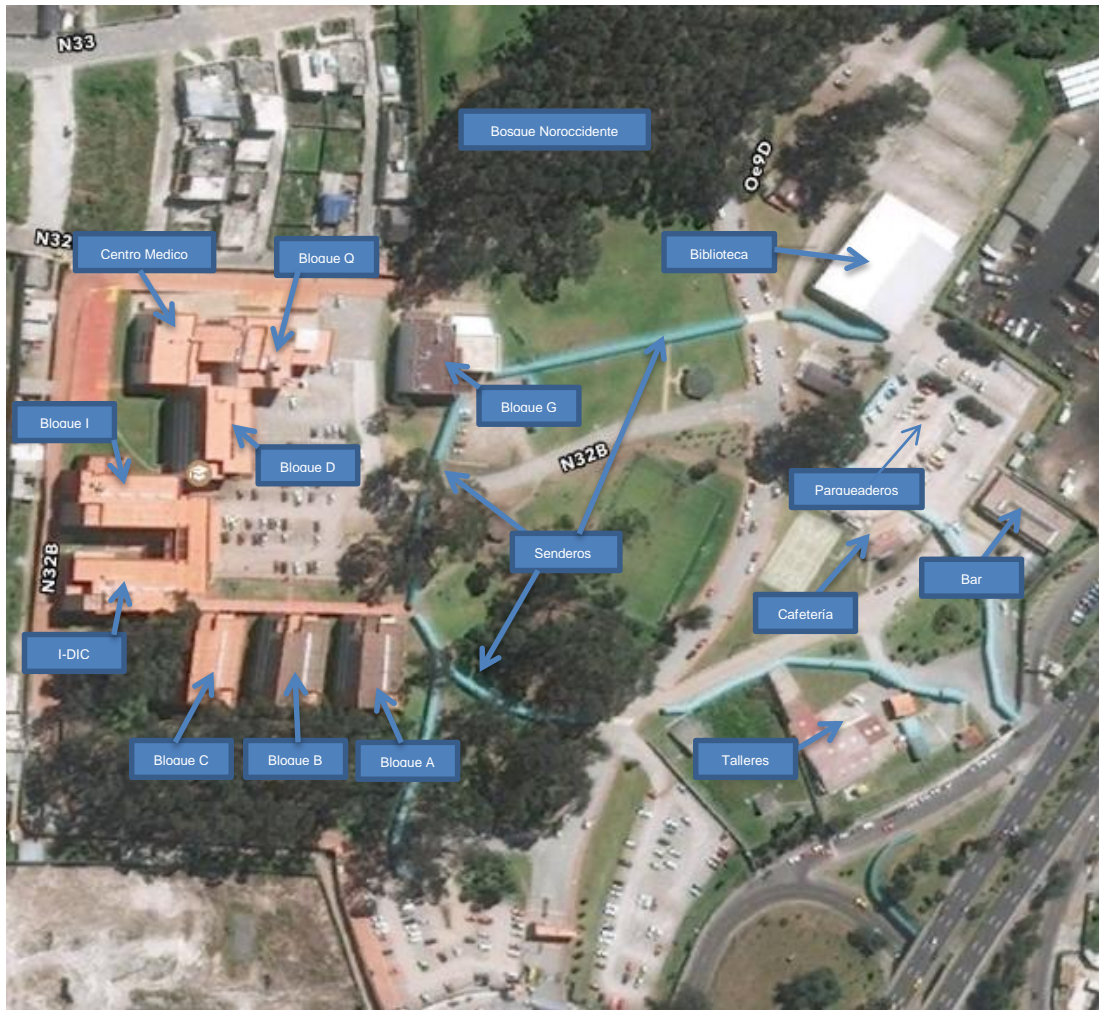 N33
Bosque Noroccidente
Oe9D
N32
Centro Medico
Bloque Q
Biblioteca
Bloque G
Bloque I
Bloque D
N32B
Parqueaderos
Senderos
N32B
Bar
Cafetería
I-DIC
Bloque C
Bloque B
Bloque A
Talleres